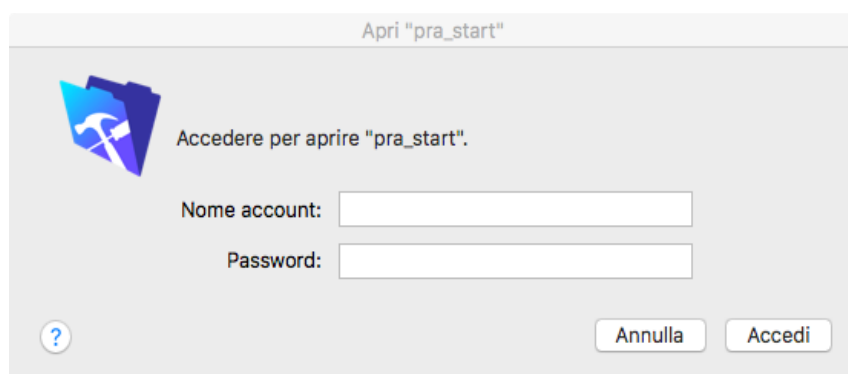 Apri "pra_start"
Accedere per aprire "pra_start".
Nome account:
Password:
?
Annulla
Accedi